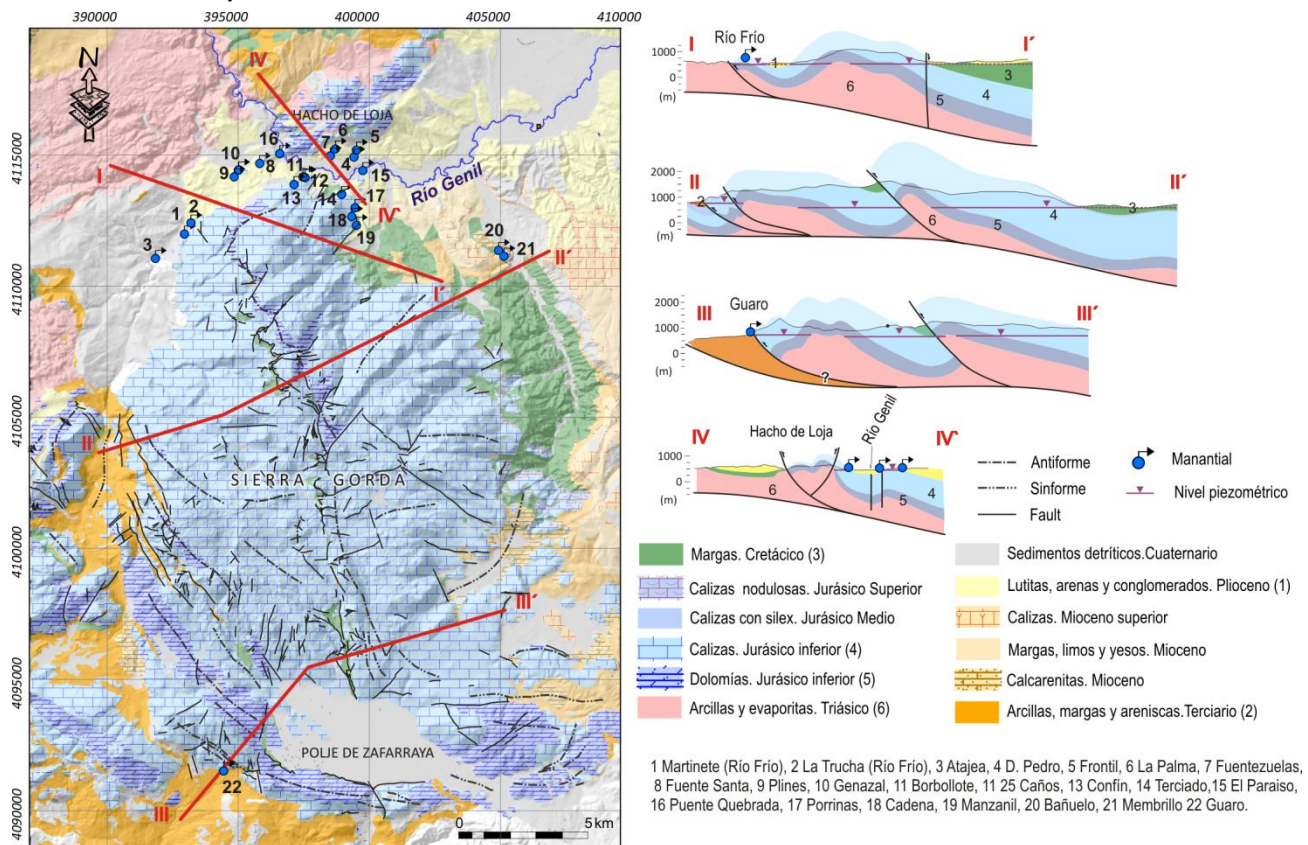 390000 395000 400000 405000 410000
4115000
4110000
4105000
4100000
4095000
4090000
N
IV
HACHO DE LOJA
16 7 6 5
10 9 8 11 12 4
13 14 15
Río Genil
I
17
IV`
18
19
1 2
3
20
21
II´
I´
II
SIERRA GORDA
III´
POLJE DE ZAFARRAYA
22
III
0 5 km
I Río Frío I´
1000
0
(m)
1 6 5 4 3
II II´
2000
1000
0
(m)
2 6 5 4 3
III Guaro III´
2000
1000
0
(m)
?
IV Hacho de Loja Río Genil IV`
1000
0
(m)
6 5 4
Antiforme
Sinforme
Fault
Manantial
Nivel piezométrico
Margas. Cretácico (3)
Calizas nodulosas. Jurásico Superior
Calizas con silex. Jurásico Medio
Calizas. Jurásico inferior (4)
Dolomías. Jurásico inferior (5)
Arcillas y evaporitas. Triásico (6)
Sedimentos detríticos.Cuaternario
Lutitas, arenas y conglomerados. Plioceno (1)
Calizas. Mioceno superior
Margas, limos y yesos. Mioceno
Calcarenitas. Mioceno
Arcillas, margas y areniscas.Terciario (2)
1 Martinete (Río Frío), 2 La Trucha (Río Frío), 3 Atajea, 4 D. Pedro, 5 Frontil, 6 La Palma, 7 Fuentezuelas,
8 Fuente Santa, 9 Plines, 10 Genazal, 11 Borbollote, 11 25 Caños, 13 Confín, 14 Terciado,15 El Paraiso,
16 Puente Quebrada, 17 Porrinas, 18 Cadena, 19 Manzanil, 20 Bañuelo, 21 Membrillo 22 Guaro.